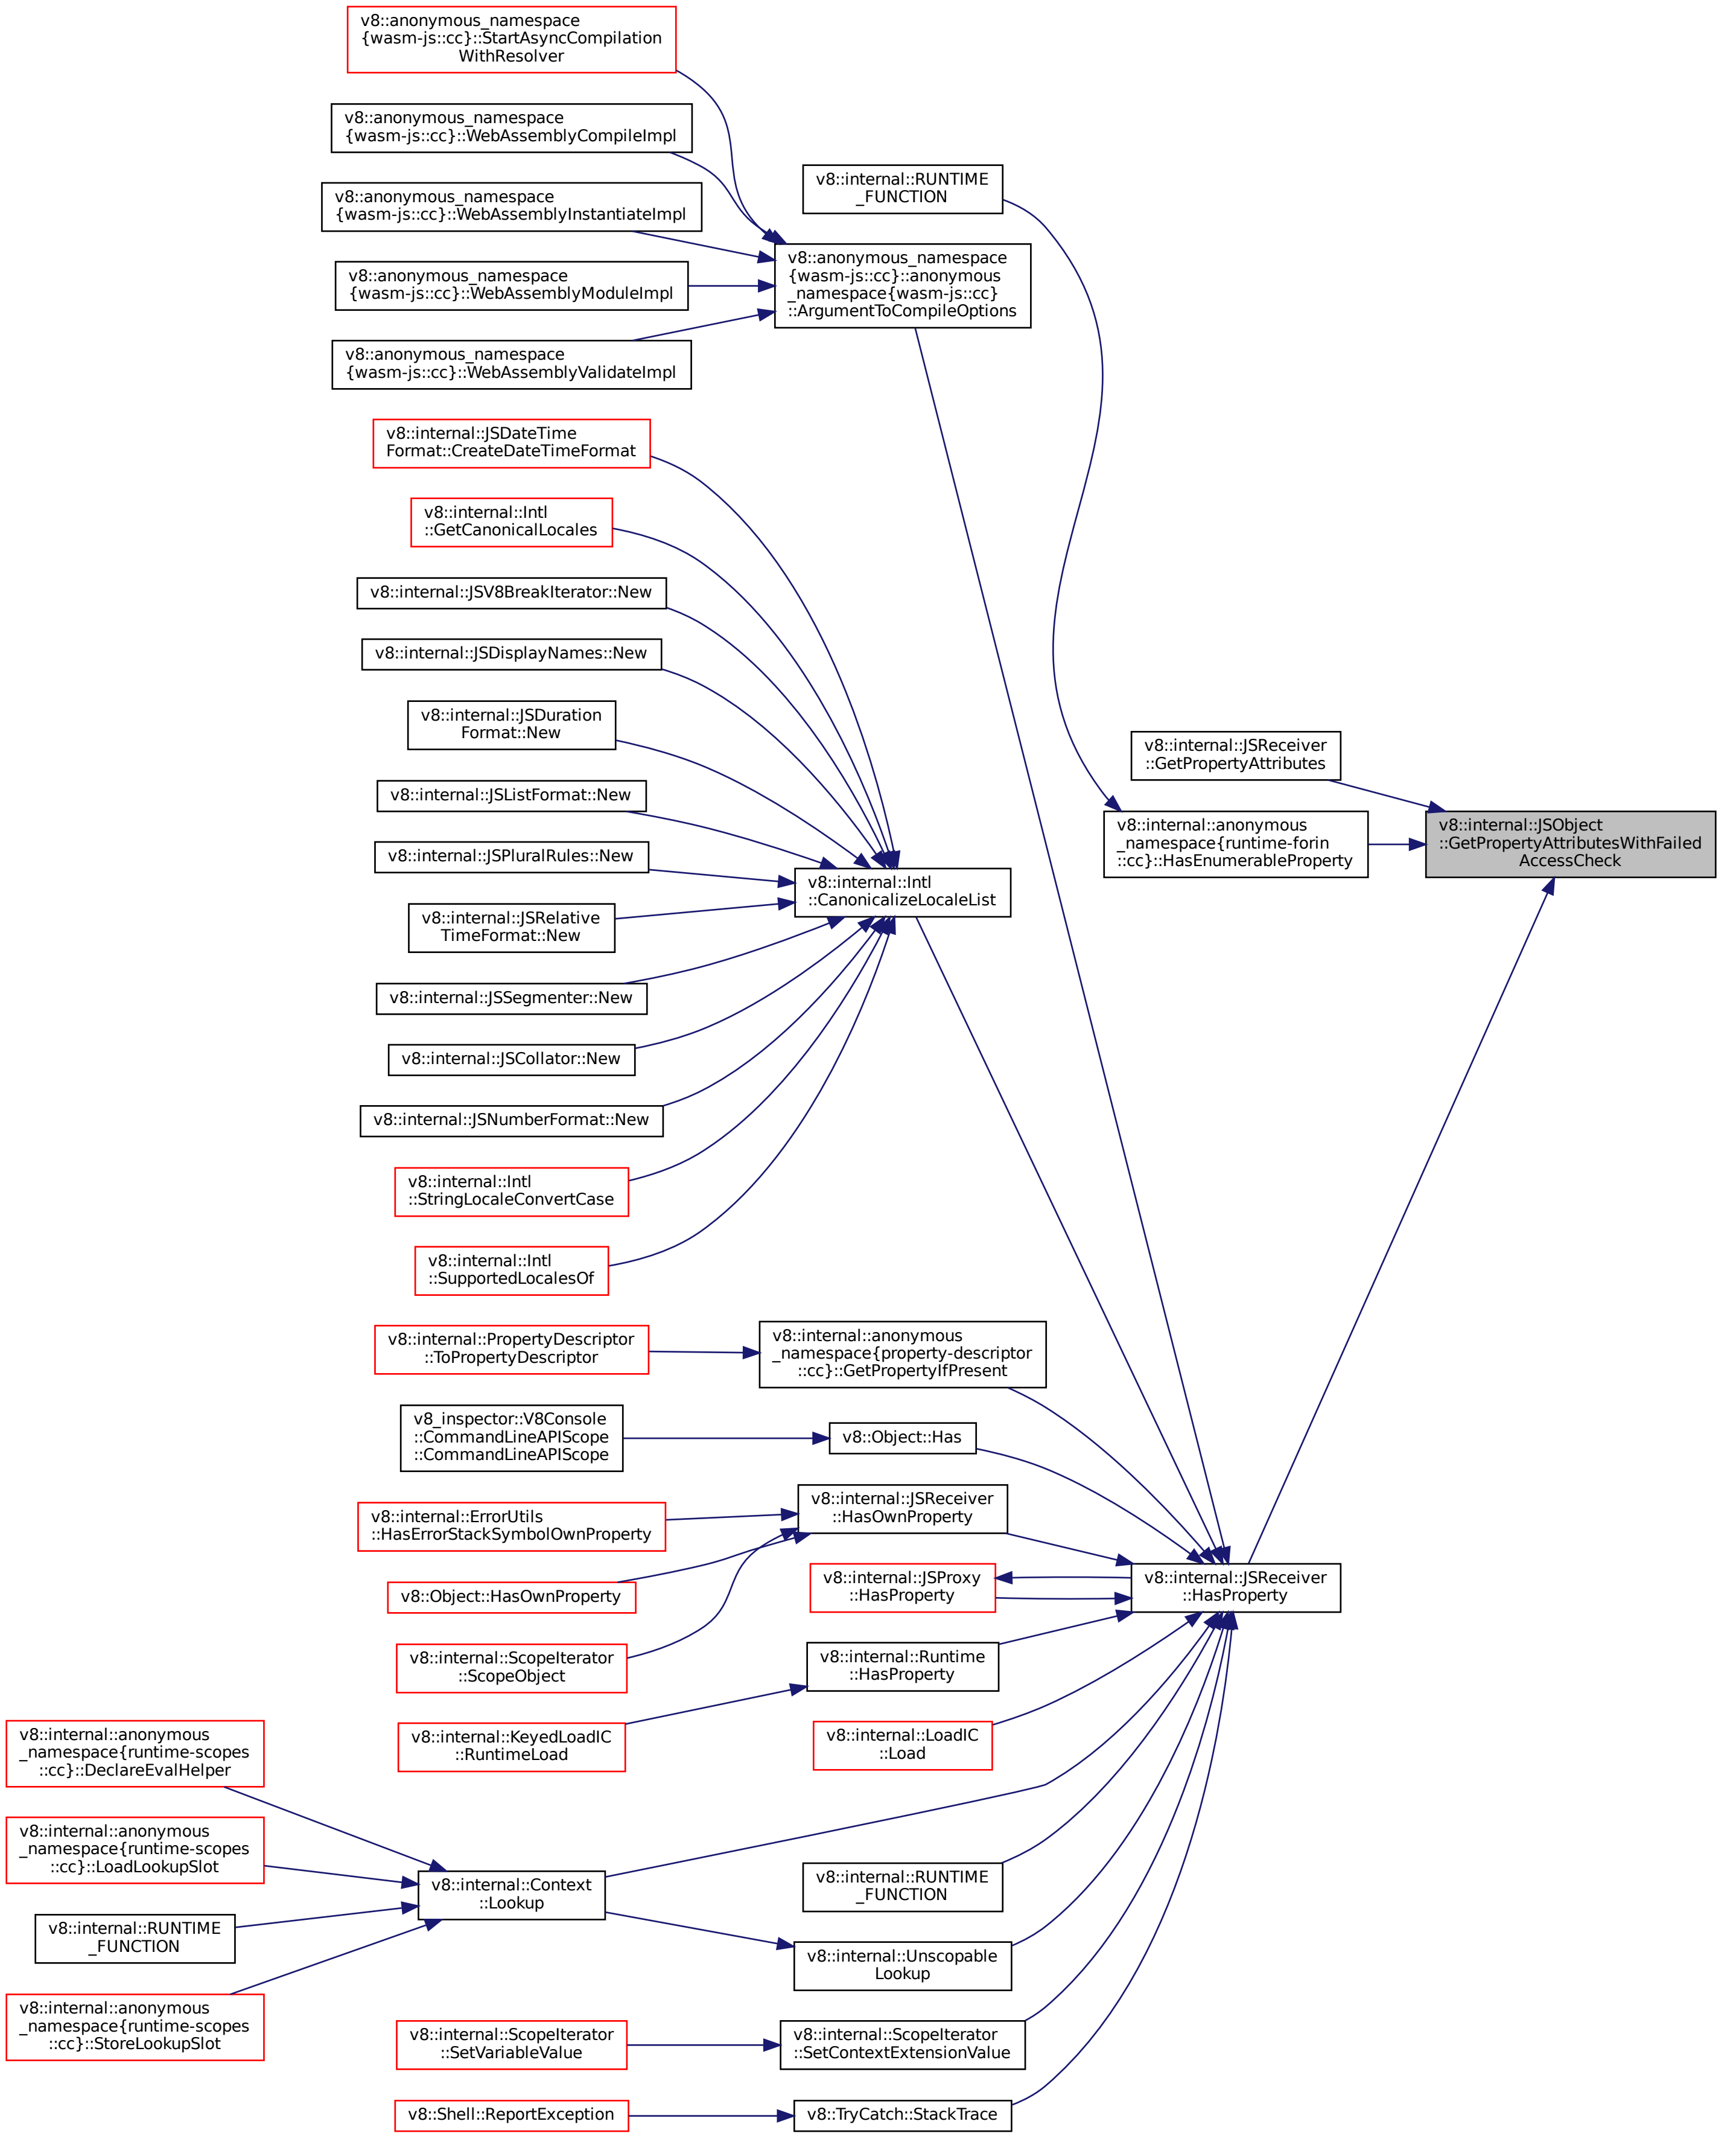 v8::anonymous_namespace
{wasm-js::cc}::StartAsyncCompilation
WithResolver
v8::anonymous_namespace
{wasm-js::cc}::WebAssemblyCompileImpl
v8::anonymous_namespace
{wasm-js::cc}::WebAssemblyInstantiateImpl
v8::anonymous_namespace
{wasm-js::cc}::WebAssemblyModuleImpl
v8::anonymous_namespace
{wasm-js::cc}::WebAssemblyValidateImpl
v8::internal::RUNTIME
_FUNCTION
v8::anonymous_namespace
{wasm-js::cc}::anonymous
_namespace{wasm-js::cc}
::ArgumentToCompileOptions
v8::internal::JSDateTime
Format::CreateDateTimeFormat
v8::internal::Intl
::GetCanonicalLocales
v8::internal::JSV8BreakIterator::New
v8::internal::JSDisplayNames::New
v8::internal::JSDuration
Format::New
v8::internal::JSListFormat::New
v8::internal::JSPluralRules::New
v8::internal::JSRelative
TimeFormat::New
v8::internal::JSSegmenter::New
v8::internal::JSCollator::New
v8::internal::JSNumberFormat::New
v8::internal::Intl
::StringLocaleConvertCase
v8::internal::Intl
::SupportedLocalesOf
v8::internal::Intl
::CanonicalizeLocaleList
v8::internal::JSReceiver
::GetPropertyAttributes
v8::internal::anonymous
_namespace{runtime-forin
::cc}::HasEnumerableProperty
v8::internal::JSObject
::GetPropertyAttributesWithFailed
AccessCheck
v8::internal::PropertyDescriptor
::ToPropertyDescriptor
v8::internal::anonymous
_namespace{property-descriptor
::cc}::GetPropertyIfPresent
v8_inspector::V8Console
::CommandLineAPIScope
::CommandLineAPIScope
v8::Object::Has
v8::internal::ErrorUtils
::HasErrorStackSymbolOwnProperty
v8::internal::JSReceiver
::HasOwnProperty
v8::Object::HasOwnProperty
v8::internal::JSProxy
::HasProperty
v8::internal::JSReceiver
::HasProperty
v8::internal::ScopeIterator
::ScopeObject
v8::internal::Runtime
::HasProperty
v8::internal::KeyedLoadIC
::RuntimeLoad
v8::internal::LoadIC
::Load
v8::internal::anonymous
_namespace{runtime-scopes
::cc}::DeclareEvalHelper
v8::internal::anonymous
_namespace{runtime-scopes
::cc}::LoadLookupSlot
v8::internal::RUNTIME
_FUNCTION
v8::internal::anonymous
_namespace{runtime-scopes
::cc}::StoreLookupSlot
v8::internal::Context
::Lookup
v8::internal::RUNTIME
_FUNCTION
v8::internal::Unscopable
Lookup
v8::internal::ScopeIterator
::SetVariableValue
v8::internal::ScopeIterator
::SetContextExtensionValue
v8::Shell::ReportException
v8::TryCatch::StackTrace